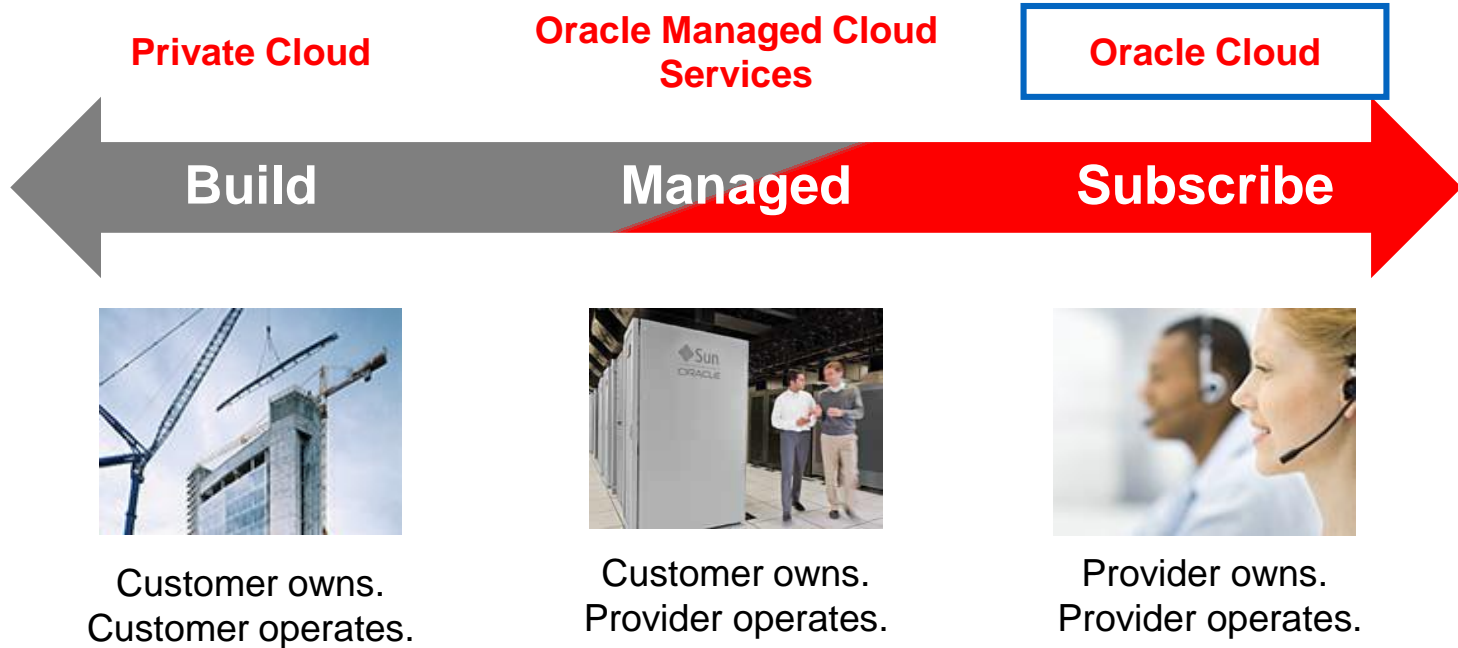 Private Cloud
Oracle Managed Cloud
Services
Oracle Cloud
Build
Managed
Subscribe
Sun
ORACLE
Customer owns.
Customer operates.
Customer owns.
Provider operates.
Provider owns.
Provider operates.